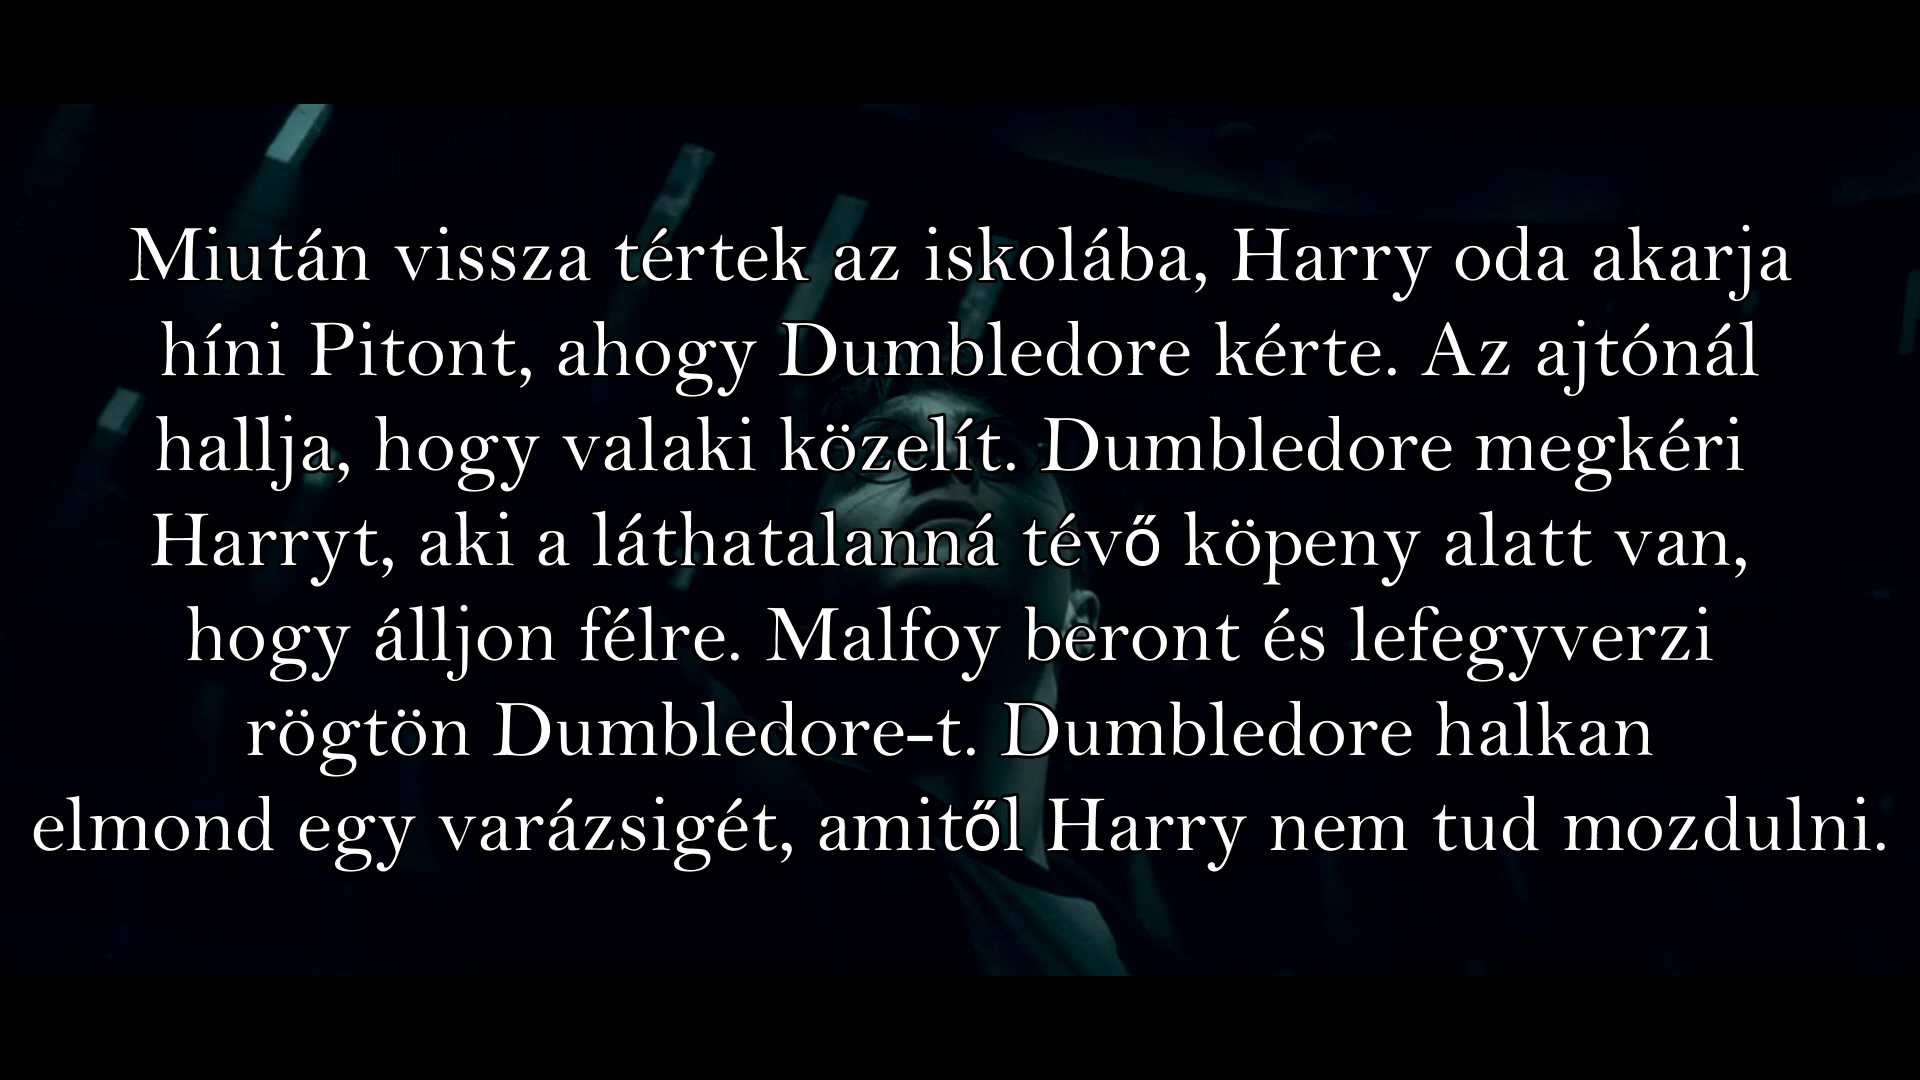 Miután vissza tértek az iskolába, Harry oda akarja
híni Pitont, ahogy Dumbledore kérte. Az ajtónál
hallja, hogy valaki közelít. Dumbledore megkéri
Harryt, aki a láthatalanná tévő köpeny alatt van,
hogy álljon félre. Malfoy beront és lefegyverzi
rögtön Dumbledore-t. Dumbledore halkan
elmond egy varázsigét, amitől Harry nem tud mozdulni.